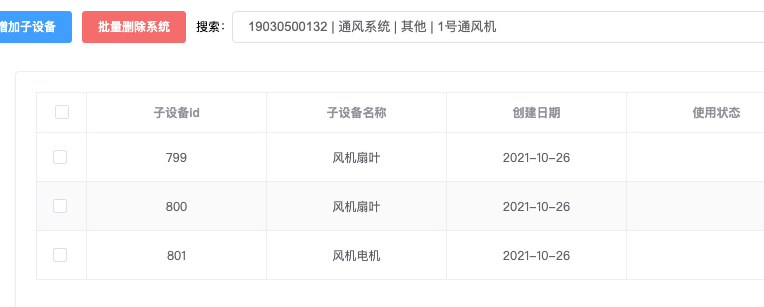 增加子设备 批量删除系统 搜索： 19030500132 | 通风系统 | 其他 | 1号通风机
子设备id 子设备名称 创建日期 使用状态
799 风机扇叶 2021-10-26
800 风机扇叶 2021-10-26
801 风机电机 2021-10-26